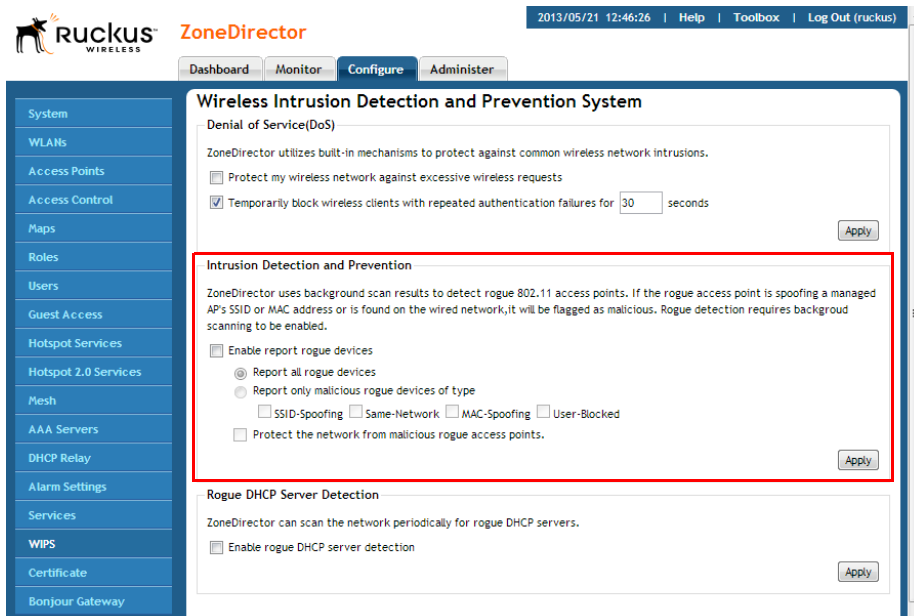 2013/05/21 12:46:26 | Help | Toolbox | Log Out (ruckus)
RUCKUS
WIRELESS
ZoneDirector
Dashboard Monitor Configure Administer
System
WLANs
Access Points
Access Control
Maps
Roles
Users
Guest Access
Hotspot Services
Hotspot 2.0 Services
Mesh
AAA Servers
DHCP Relay
Alarm Settings
Services
WIPS
Certificate
Bonjour Gateway
Wireless Intrusion Detection and Prevention System
Denial of Service(DoS)
ZoneDirector utilizes built-in mechanisms to protect against common wireless network intrusions.
Protect my wireless network against excessive wireless requests
Temporarily block wireless clients with repeated authentication failures for 30 seconds
Apply
Intrusion Detection and Prevention
ZoneDirector uses background scan results to detect rogue 802.11 access points. If the rogue access point is spoofing a managed
AP's SSID or MAC address or is found on the wired network,it will be flagged as malicious. Rogue detection requires backgroud
scanning to be enabled.
Enable report rogue devices
Report all rogue devices
Report only malicious rogue devices of type
SSID-Spoofing Same-Network MAC-Spoofing User-Blocked
Protect the network from malicious rogue access points.
Apply
Rogue DHCP Server Detection
ZoneDirector can scan the network periodically for rogue DHCP servers.
Enable rogue DHCP server detection
Apply